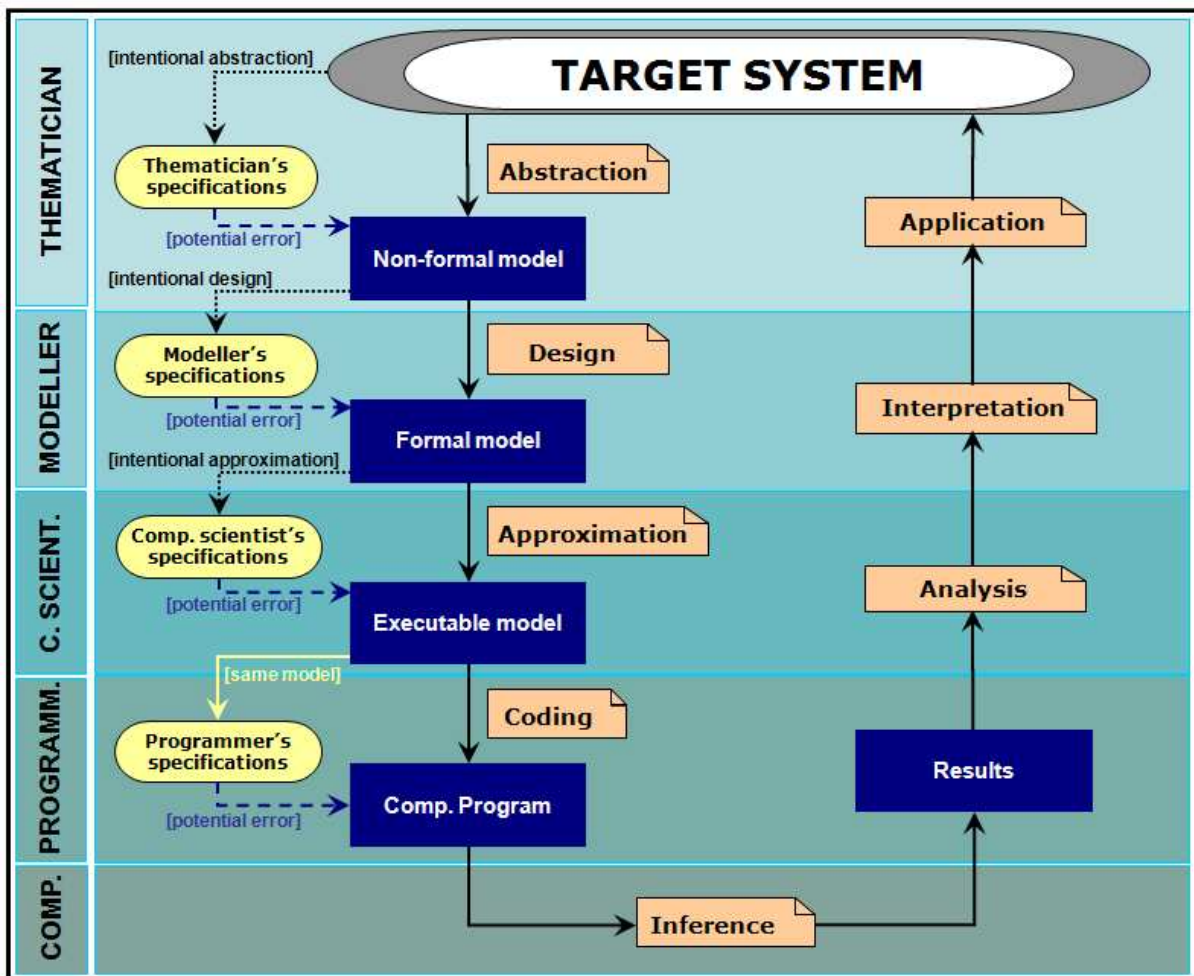 THEMATICIAN
[intentional abstraction]
TARGET SYSTEM
Thematician's
specifications
Abstraction
[potential error]
Non-formal model
Application
[intentional design]
MODELLER
Modeller's
specifications
Design
[potential error]
Formal model
Interpretation
[intentional approximation]
C. SCIENT.
Comp. scientist's
specifications
Approximation
[potential error]
Executable model
Analysis
[same model]
PROGRAMM.
Programmer's
specifications
Coding
[potential error]
Comp. Program
Results
COMP.
Inference